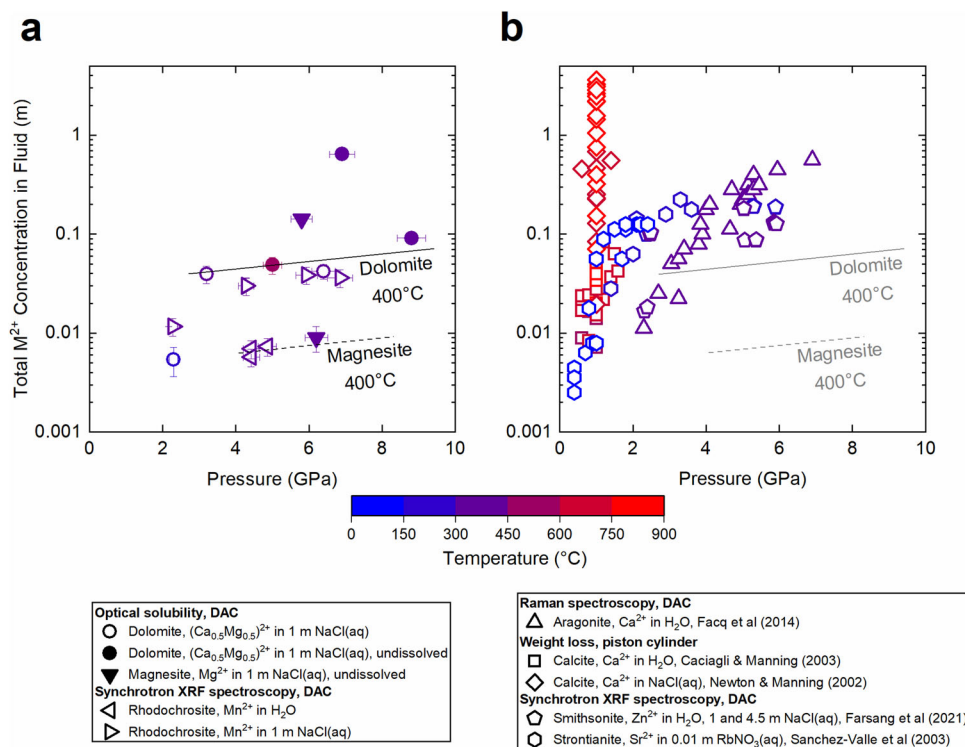 a
b
Total M²⁺ Concentration in Fluid (m)
1
0.1
0.01
0.001
0 2 4 6 8 10
Pressure (GPa)
Dolomite
400°C
Magnesite
400°C
1
0.1
0.01
0.001
0 2 4 6 8 10
Pressure (GPa)
Dolomite
400°C
Magnesite
400°C
0 150 300 450 600 750 900
Temperature (°C)
Optical solubility, DAC
Dolomite, (Ca₀.₅Mg₀.₅)²⁺ in 1 m NaCl(aq)
Dolomite, (Ca₀.₅Mg₀.₅)²⁺ in 1 m NaCl(aq), undissolved
Magnesite, Mg²⁺ in 1 m NaCl(aq), undissolved
Synchrotron XRF spectroscopy, DAC
Rhodochrosite, Mn²⁺ in H₂O
Rhodochrosite, Mn²⁺ in 1 m NaCl(aq)
Raman spectroscopy, DAC
Aragonite, Ca²⁺ in H₂O, Facq et al (2014)
Weight loss, piston cylinder
Calcite, Ca²⁺ in H₂O, Caciagli & Manning (2003)
Calcite, Ca²⁺ in NaCl(aq), Newton & Manning (2002)
Synchrotron XRF spectroscopy, DAC
Smithsonite, Zn²⁺ in H₂O, 1 and 4.5 m NaCl(aq), Farsang et al (2021)
Strontianite, Sr²⁺ in 0.01 m RbNO₃(aq), Sanchez-Valle et al (2003)